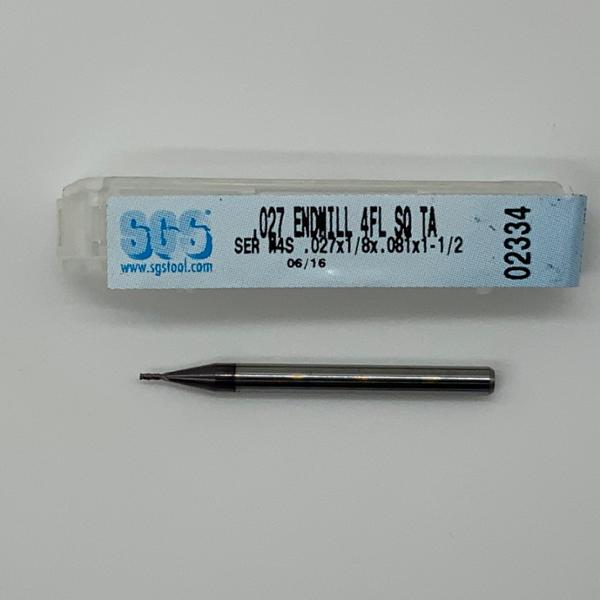 SGS
www.sgstool.com
.027 ENDMILL 4FL SQ TA
SER M4S .027x1/8x.081x1-1/2
06/16
02334